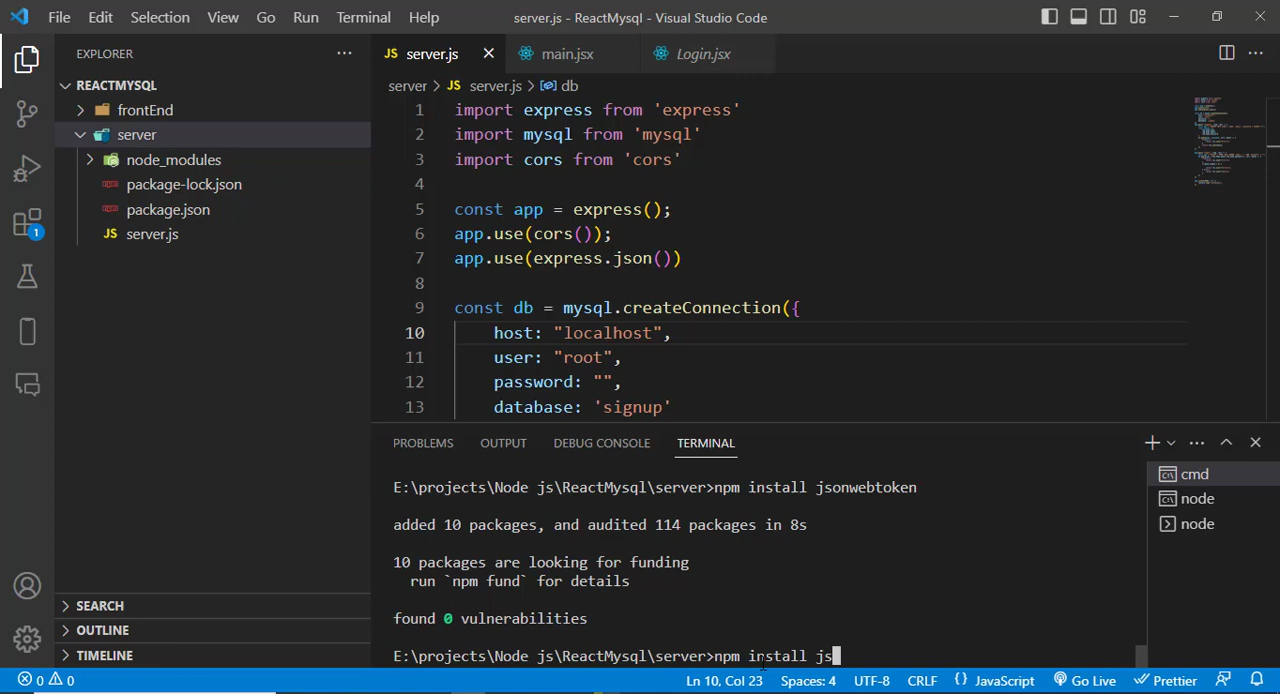 File Edit Selection View Go Run Terminal Help server.js - ReactMysql - Visual Studio Code
EXPLORER
REACTMYSQL
frontEnd
server
node_modules
package-lock.json
package.json
JS server.js
SEARCH
OUTLINE
TIMELINE
1
JS server.js main.jsx Login.jsx
server > JS server.js > db
1 import express from 'express'
2 import mysql from 'mysql'
3 import cors from 'cors'
4
5 const app = express();
6 app.use(cors());
7 app.use(express.json())
8
9 const db = mysql.createConnection({
10 host: "localhost",
11 user: "root",
12 password: "",
13 database: 'signup'
PROBLEMS OUTPUT DEBUG CONSOLE TERMINAL
E:\projects\Node js\ReactMysql\server>npm install jsonwebtoken
added 10 packages, and audited 114 packages in 8s
10 packages are looking for funding
run `npm fund` for details
found 0 vulnerabilities
E:\projects\Node js\ReactMysql\server>npm install js
cmd
node
node
0 0 Ln 10, Col 23 Spaces: 4 UTF-8 CRLF {} JavaScript Go Live Prettier